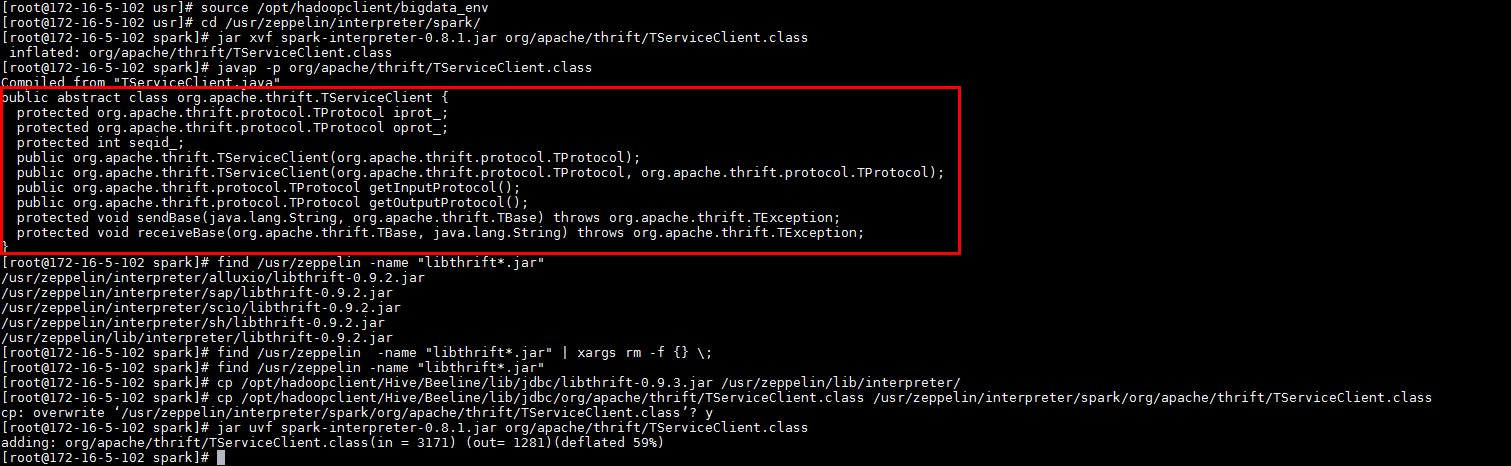 [root@172-16-5-102 usr]# source /opt/hadoopclient/bigdata_env
[root@172-16-5-102 usr]# cd /usr/zeppelin/interpreter/spark/
[root@172-16-5-102 spark]# jar xvf spark-interpreter-0.8.1.jar org/apache/thrift/TServiceClient.class
 inflated: org/apache/thrift/TServiceClient.class
[root@172-16-5-102 spark]# javap -p org/apache/thrift/TServiceClient.class
Compiled from "TServiceClient.java"
public abstract class org.apache.thrift.TServiceClient {
  protected org.apache.thrift.protocol.TProtocol iprot_;
  protected org.apache.thrift.protocol.TProtocol oprot_;
  protected int seqid_;
  public org.apache.thrift.TServiceClient(org.apache.thrift.protocol.TProtocol);
  public org.apache.thrift.TServiceClient(org.apache.thrift.protocol.TProtocol, org.apache.thrift.protocol.TProtocol);
  public org.apache.thrift.protocol.TProtocol getInputProtocol();
  public org.apache.thrift.protocol.TProtocol getOutputProtocol();
  protected void sendBase(java.lang.String, org.apache.thrift.TBase) throws org.apache.thrift.TException;
  protected void receiveBase(org.apache.thrift.TBase, java.lang.String) throws org.apache.thrift.TException;
}
[root@172-16-5-102 spark]# find /usr/zeppelin -name "libthrift*.jar"
/usr/zeppelin/interpreter/alluxio/libthrift-0.9.2.jar
/usr/zeppelin/interpreter/sap/libthrift-0.9.2.jar
/usr/zeppelin/interpreter/scio/libthrift-0.9.2.jar
/usr/zeppelin/interpreter/sh/libthrift-0.9.2.jar
/usr/zeppelin/lib/interpreter/libthrift-0.9.2.jar
[root@172-16-5-102 spark]# find /usr/zeppelin  -name "libthrift*.jar" | xargs rm -f {} \;
[root@172-16-5-102 spark]# find /usr/zeppelin -name "libthrift*.jar"
[root@172-16-5-102 spark]# cp /opt/hadoopclient/Hive/Beeline/lib/jdbc/libthrift-0.9.3.jar /usr/zeppelin/lib/interpreter/
[root@172-16-5-102 spark]# cp /opt/hadoopclient/Hive/Beeline/lib/jdbc/org/apache/thrift/TServiceClient.class /usr/zeppelin/interpreter/spark/org/apache/thrift/TServiceClient.class
cp: overwrite ‘/usr/zeppelin/interpreter/spark/org/apache/thrift/TServiceClient.class’? y
[root@172-16-5-102 spark]# jar uvf spark-interpreter-0.8.1.jar org/apache/thrift/TServiceClient.class
adding: org/apache/thrift/TServiceClient.class(in = 3171) (out= 1281)(deflated 59%)
[root@172-16-5-102 spark]#